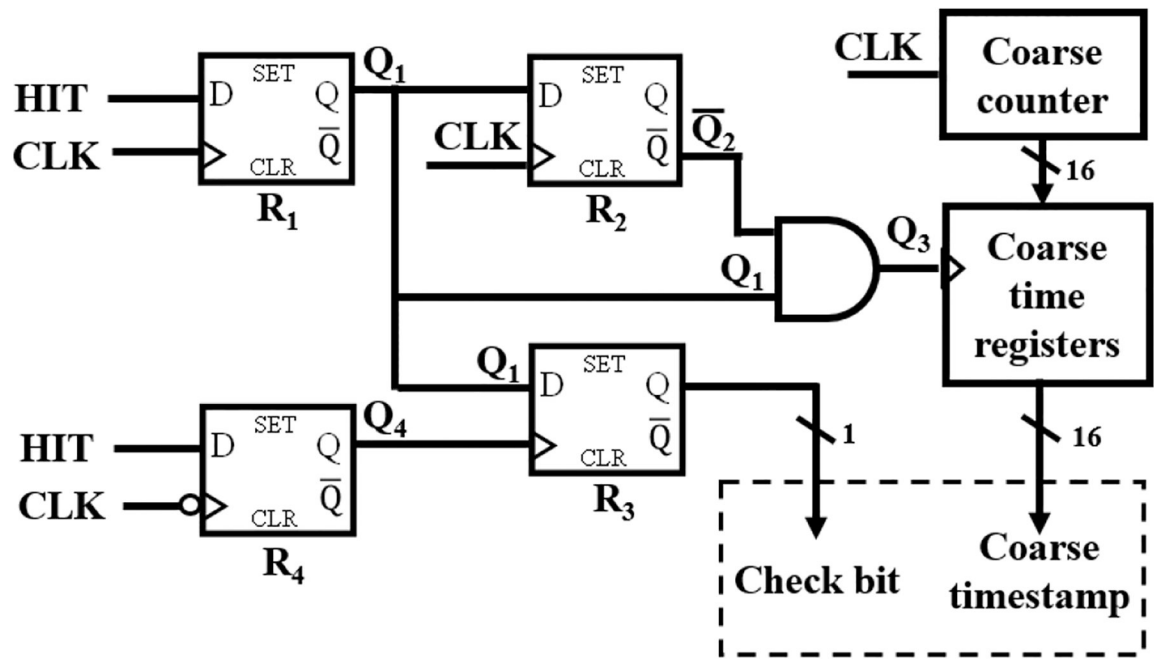 HIT
CLK
D
SET
Q
Q̅
CLR
R₁
Q₁
CLK
D
SET
Q
Q̅
CLR
R₂
Q̅₂
Q₁
Q₃
CLK
Coarse
counter
16
Coarse
time
registers
16
HIT
CLK
D
SET
Q
Q̅
CLR
R₄
Q₄
Q₁
D
SET
Q
Q̅
CLR
R₃
1
Check bit
Coarse
timestamp